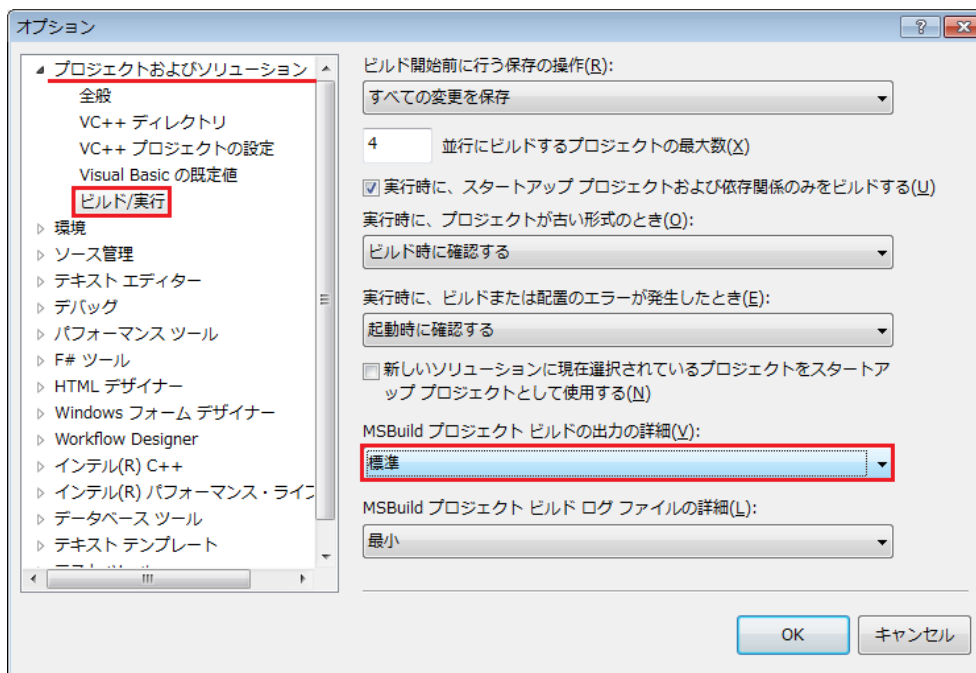 オプション
プロジェクトおよびソリューション
全般
VC++ ディレクトリ
VC++ プロジェクトの設定
Visual Basic の既定値
ビルド/実行
環境
ソース管理
テキスト エディター
デバッグ
パフォーマンス ツール
F# ツール
HTML デザイナー
Windows フォーム デザイナー
Workflow Designer
インテル(R) C++
インテル(R) パフォーマンス・ライブ
データベース ツール
テキスト テンプレート
ビルド開始前に行う保存の操作(R):
すべての変更を保存
4 並行にビルドするプロジェクトの最大数(X)
実行時に、スタートアップ プロジェクトおよび依存関係のみをビルドする(U)
実行時に、プロジェクトが古い形式のとき(O):
ビルド時に確認する
実行時に、ビルドまたは配置のエラーが発生したとき(E):
起動時に確認する
新しいソリューションに現在選択されているプロジェクトをスタートア
ップ プロジェクトとして使用する(N)
MSBuild プロジェクト ビルドの出力の詳細(V):
標準
MSBuild プロジェクト ビルド ログ ファイルの詳細(L):
最小
OK
キャンセル